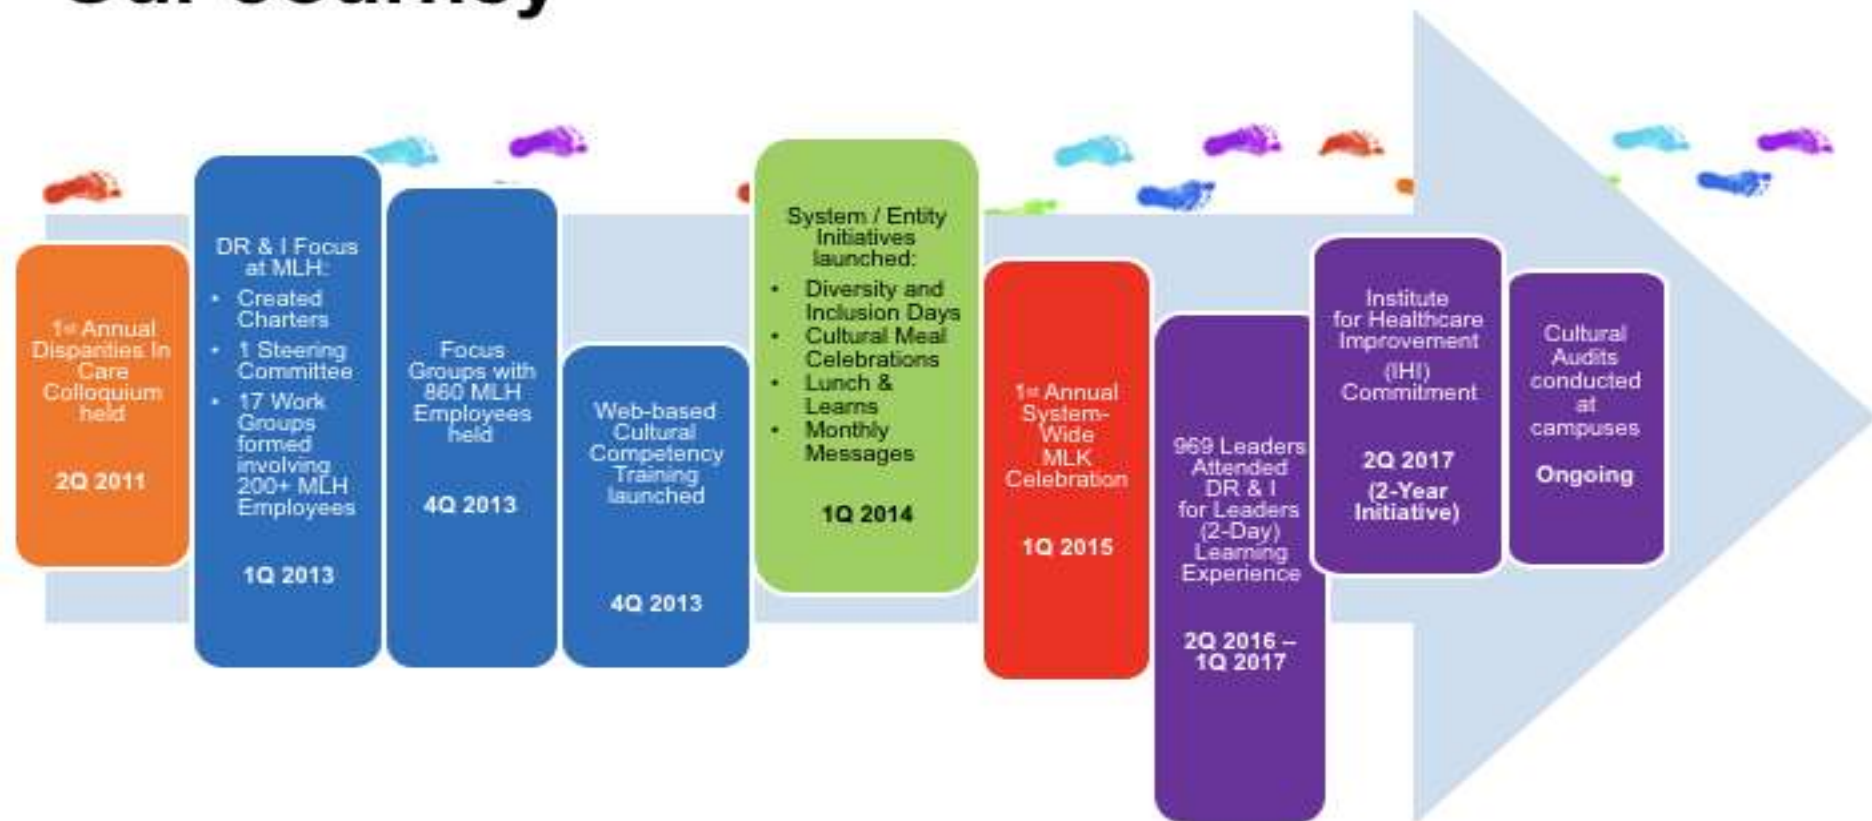 Our Journey
1st Annual
Disparities In
Care
Colloquium
held
2Q 2011
DR & I Focus
at MLH:
• Created
Charters
• 1 Steering
Committee
• 17 Work
Groups
formed
involving
200+ MLH
Employees
1Q 2013
Focus
Groups with
860 MLH
Employees
held
4Q 2013
Web-based
Cultural
Competency
Training
launched
4Q 2013
System / Entity
Initiatives
launched:
• Diversity and
Inclusion Days
• Cultural Meal
Celebrations
• Lunch &
Learns
• Monthly
Messages
1Q 2014
1st Annual
System-
Wide
MLK
Celebration
1Q 2015
969 Leaders
Attended
DR & I
for Leaders
(2-Day)
Learning
Experience
2Q 2016 –
1Q 2017
Institute
for Healthcare
Improvement
(IHI)
Commitment
2Q 2017
(2-Year
Initiative)
Cultural
Audits
conducted
at
campuses
Ongoing